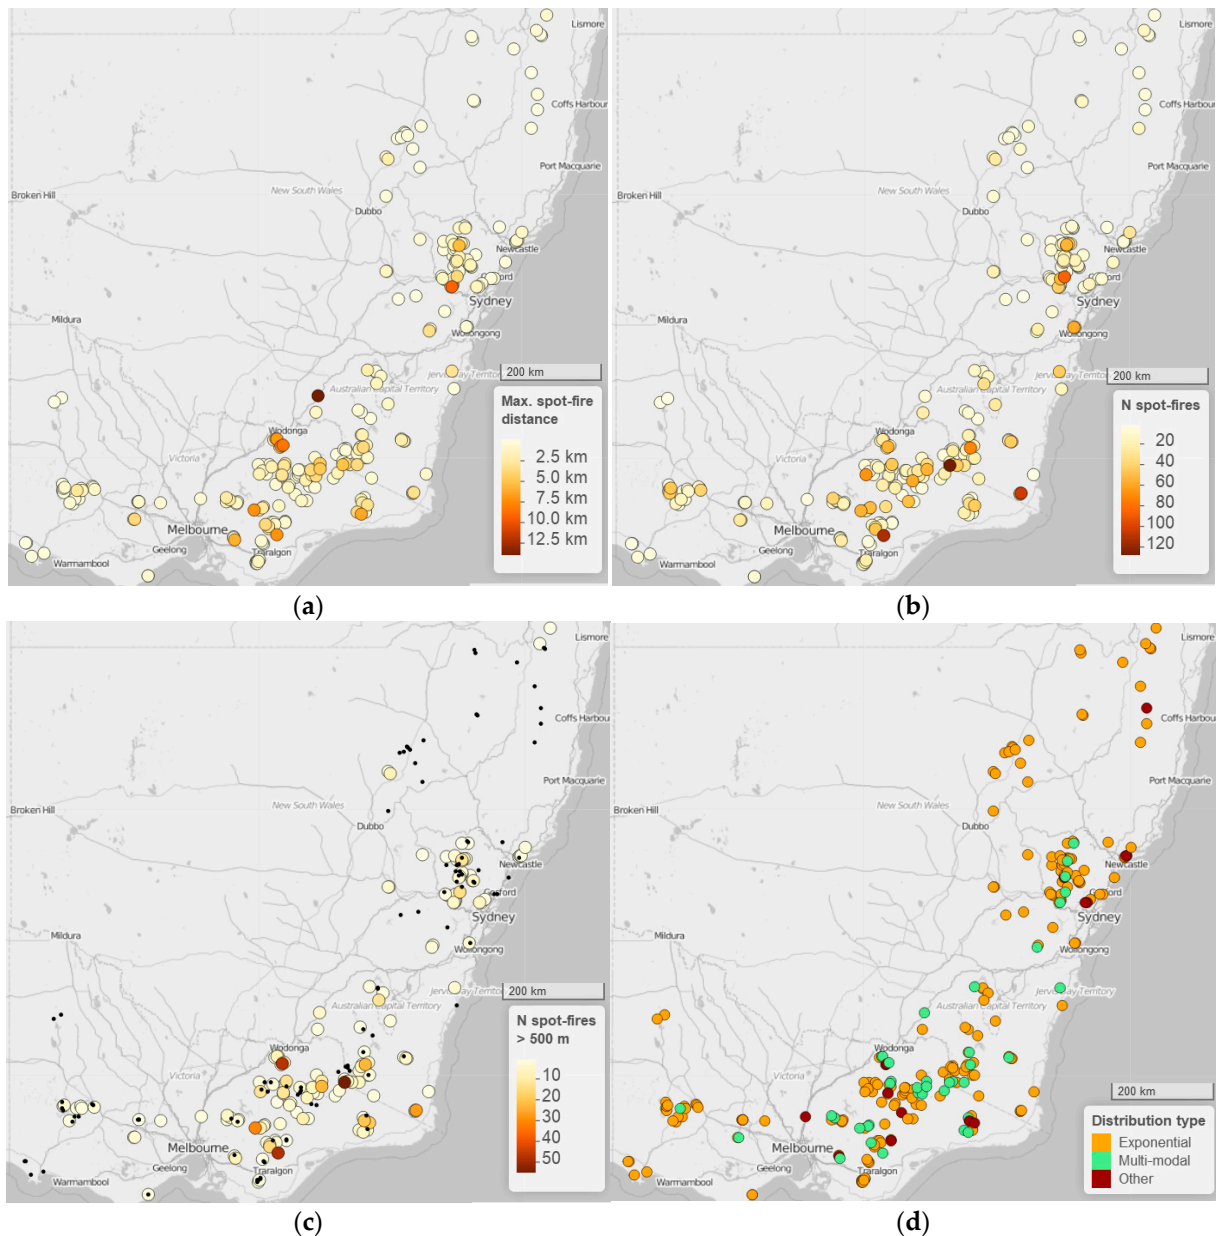 Lismore
Coffs Harbour
Port Macquarie
New South Wales
Broken Hill
Dubbo
Newcastle
Sydney
Mildura
Wollongong
200 km
Australian Capital Territory
Max. spot-fire
distance
2.5 km
5.0 km
7.5 km
10.0 km
12.5 km
Wodonga
Victoria
Melbourne
Geelong
Traralgon
Warrnambool
(a)
Lismore
Coffs Harbour
Port Macquarie
New South Wales
Broken Hill
Dubbo
Newcastle
Sydney
Mildura
Wollongong
200 km
Australian Capital Territory
N spot-fires
20
40
60
80
100
120
Wodonga
Victoria
Melbourne
Geelong
Traralgon
Warrnambool
(b)
Lismore
Coffs Harbour
Port Macquarie
New South Wales
Broken Hill
Dubbo
Newcastle
Gosford
Sydney
Mildura
Wollongong
200 km
Australian Capital Territory
N spot-fires
> 500 m
10
20
30
40
50
Wodonga
Victoria
Melbourne
Geelong
Traralgon
Warrnambool
(c)
Lismore
Coffs Harbour
Port Macquarie
New South Wales
Broken Hill
Dubbo
Newcastle
Gosford
Sydney
Mildura
Wollongong
200 km
Australian Capital Territory
Distribution type
Exponential
Multi-modal
Other
Wodonga
Victoria
Melbourne
Geelong
Traralgon
Warrnambool
(d)